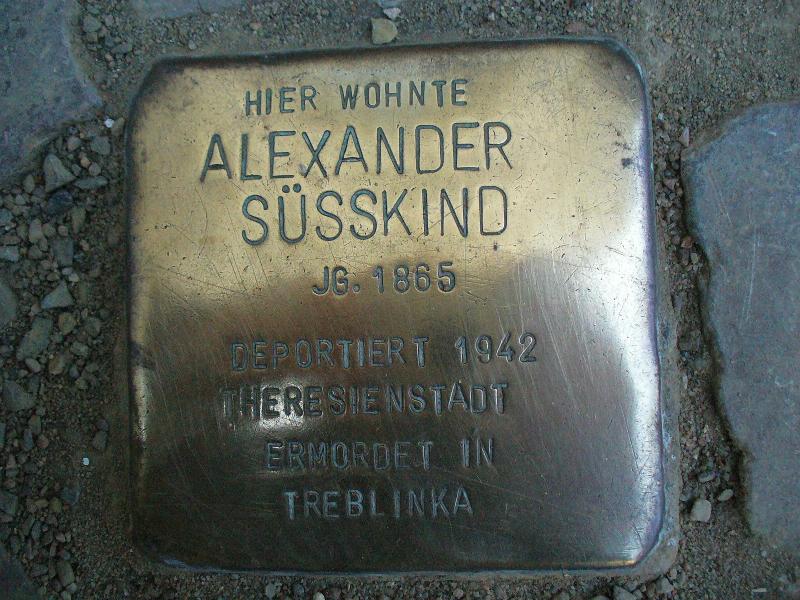 HIER WOHNTE
ALEXANDER
SÜSSKIND
JG. 1865
DEPORTIERT 1942
THERESIENSTADT
ERMORDET IN
TREBLINKA